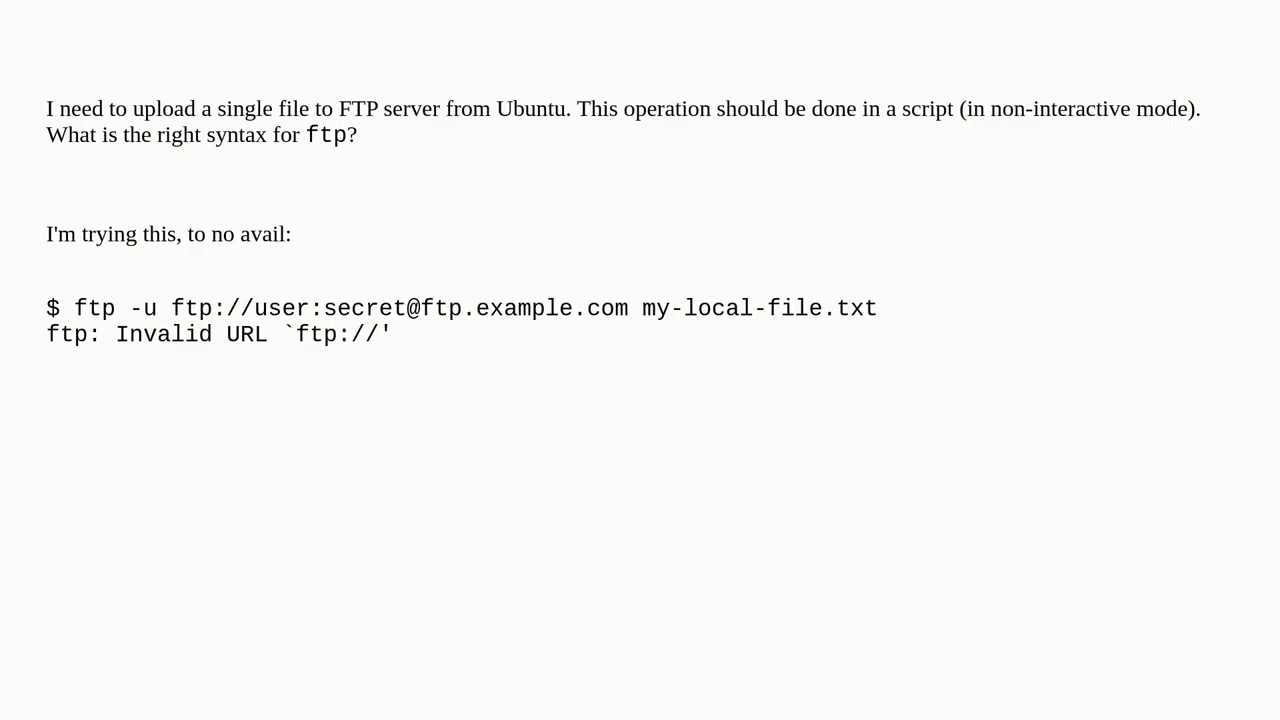 I need to upload a single file to FTP server from Ubuntu. This operation should be done in a script (in non-interactive mode).
What is the right syntax for ftp?
I'm trying this, to no avail:
$ ftp -u ftp://user:secret@ftp.example.com my-local-file.txt
ftp: Invalid URL `ftp://'